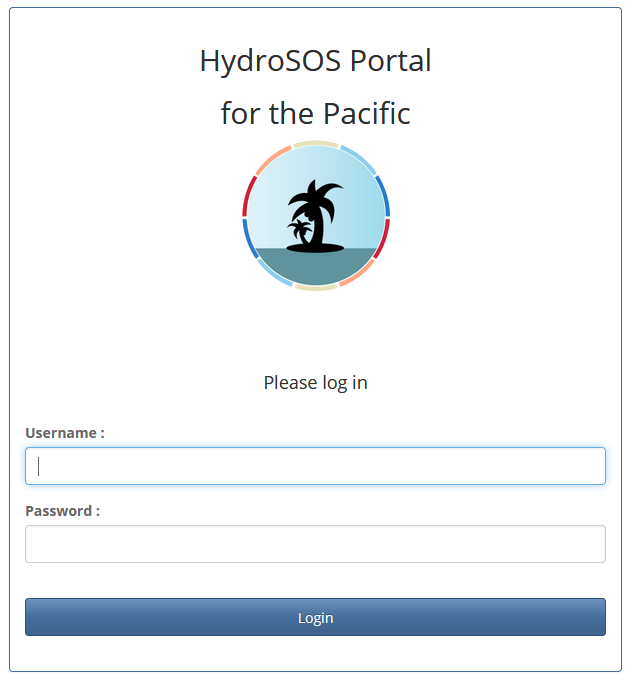 HydroSOS Portal
for the Pacific
Please log in
Username :
Password :
Login